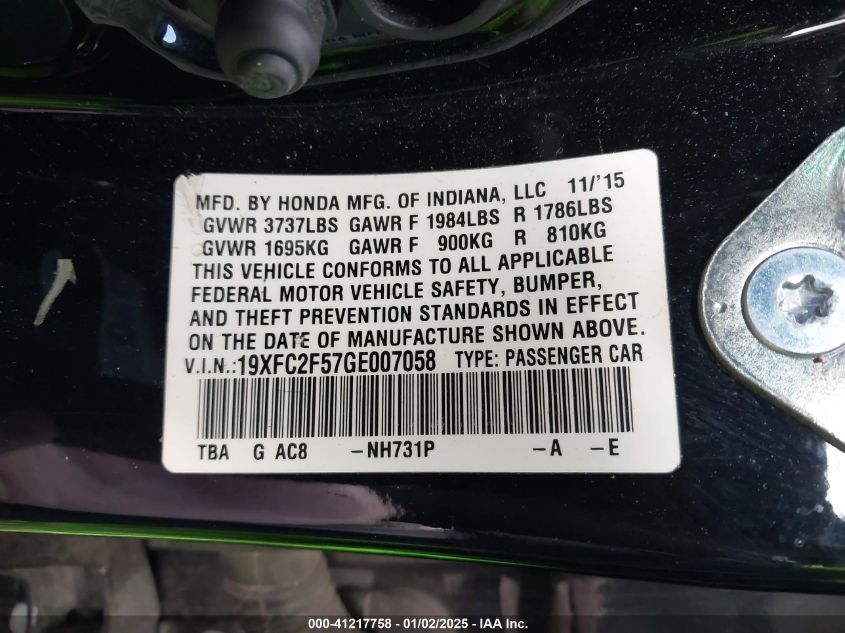 MFD. BY HONDA MFG. OF INDIANA, LLC 11/'15
GVWR 3737LBS GAWR F 1984LBS R 1786LBS
GVWR 1695KG GAWR F 900KG R 810KG
THIS VEHICLE CONFORMS TO ALL APPLICABLE
FEDERAL MOTOR VEHICLE SAFETY, BUMPER,
AND THEFT PREVENTION STANDARDS IN EFFECT
ON THE DATE OF MANUFACTURE SHOWN ABOVE.
V.I.N.:19XFC2F57GE007058 TYPE: PASSENGER CAR
TBA G AC8 -NH731P -A -E
000-41217758 - 01/02/2025 - IAA Inc.